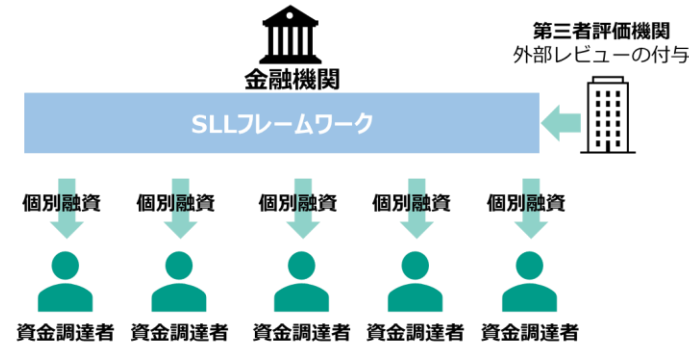 第三者評価機関
外部レビューの付与
金融機関
SLLフレームワーク
個別融資 個別融資 個別融資 個別融資 個別融資
資金調達者 資金調達者 資金調達者 資金調達者 資金調達者